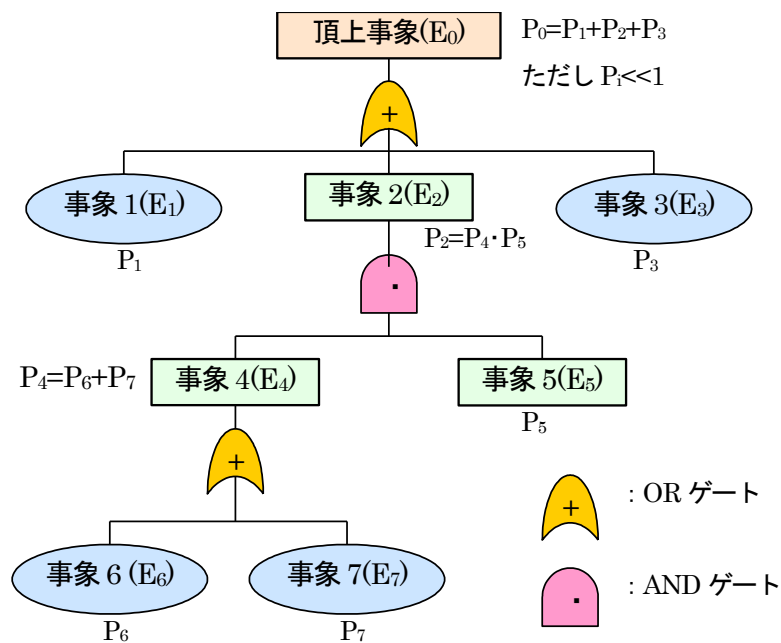 頂上事象(E₀)
P₀=P₁+P₂+P₃
ただし Pᵢ<<1
+
事象 1(E₁)
事象 2(E₂)
事象 3(E₃)
P₁
P₂=P₄·P₅
P₃
·
P₄=P₆+P₇
事象 4(E₄)
事象 5(E₅)
P₅
+
: OR ゲート
+
事象 6 (E₆)
事象 7(E₇)
: AND ゲート
·
P₆
P₇